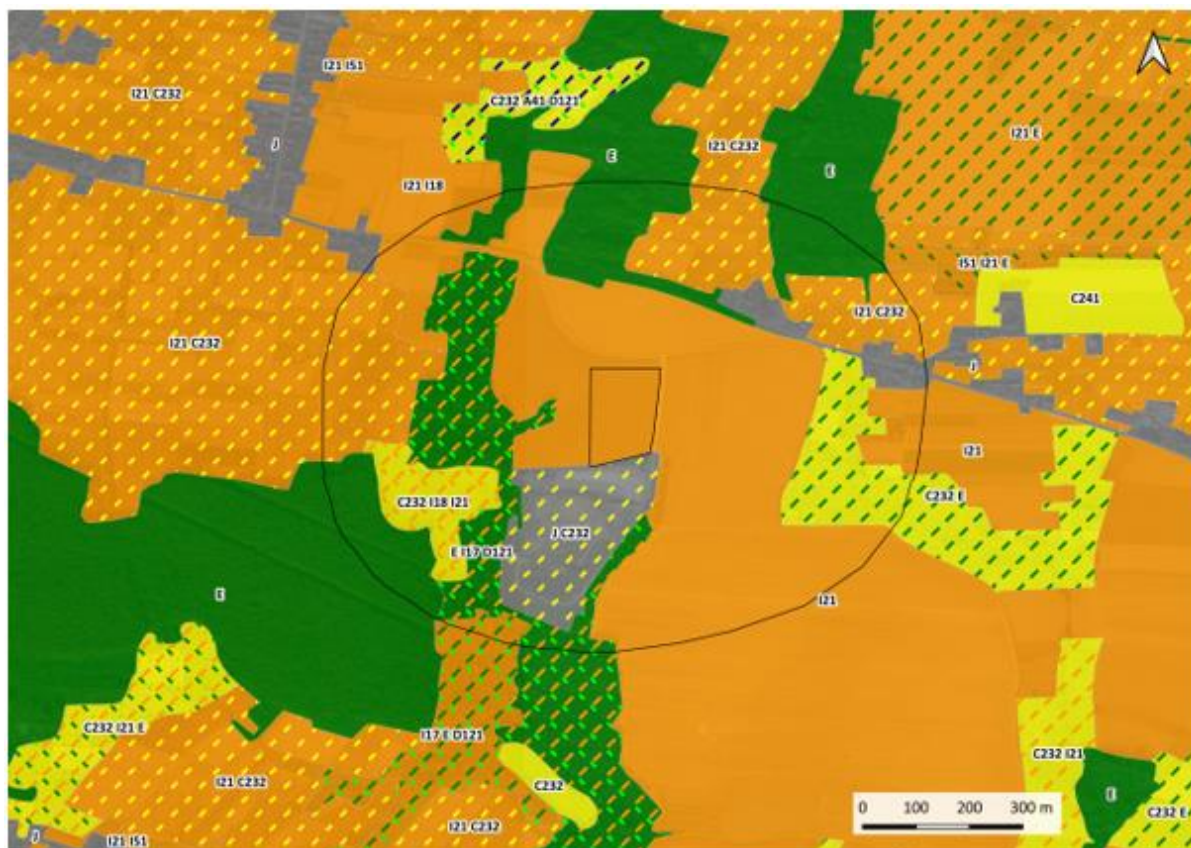 I21 I51
I21 C232
C232 A41 D121
I21 E
J
I21 C232
E
E
I21 I18
I51 I21 E
C241
I21 C232
I21 C232
J
I21
C232 I18 I21
C232 E
J C232
E I17 D121
E
I21
C232 I21 E
I17 E D121
C232 I21
I21 C232
C232
E
0 100 200 300 m
C232 E
I21 C232
J
I21 I51